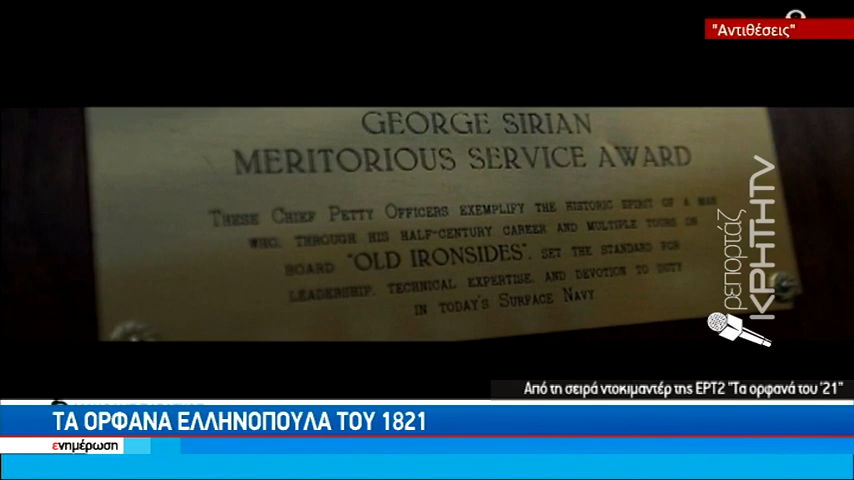 "Αντιθέσεις"
GEORGE SIRIAN
MERITORIOUS SERVICE AWARD
THESE CHIEF PETTY OFFICERS EXEMPLIFY THE HISTORIC SPIRIT OF A MAN
WHO, THROUGH HIS HALF-CENTURY CAREER AND MULTIPLE TOURS ON
BOARD "OLD IRONSIDES", SET THE STANDARD FOR
LEADERSHIP, TECHNICAL EXPERTISE, AND DEVOTION TO DUTY
IN TODAY'S SURFACE NAVY
ρεπορτάζ
ΚΡΗΤΗTV
Από τη σειρά ντοκιμαντέρ της ΕΡΤ2 "Τα ορφανά του '21"
ΤΑ ΟΡΦΑΝΑ ΕΛΛΗΝΟΠΟΥΛΑ ΤΟΥ 1821
ενημέρωση